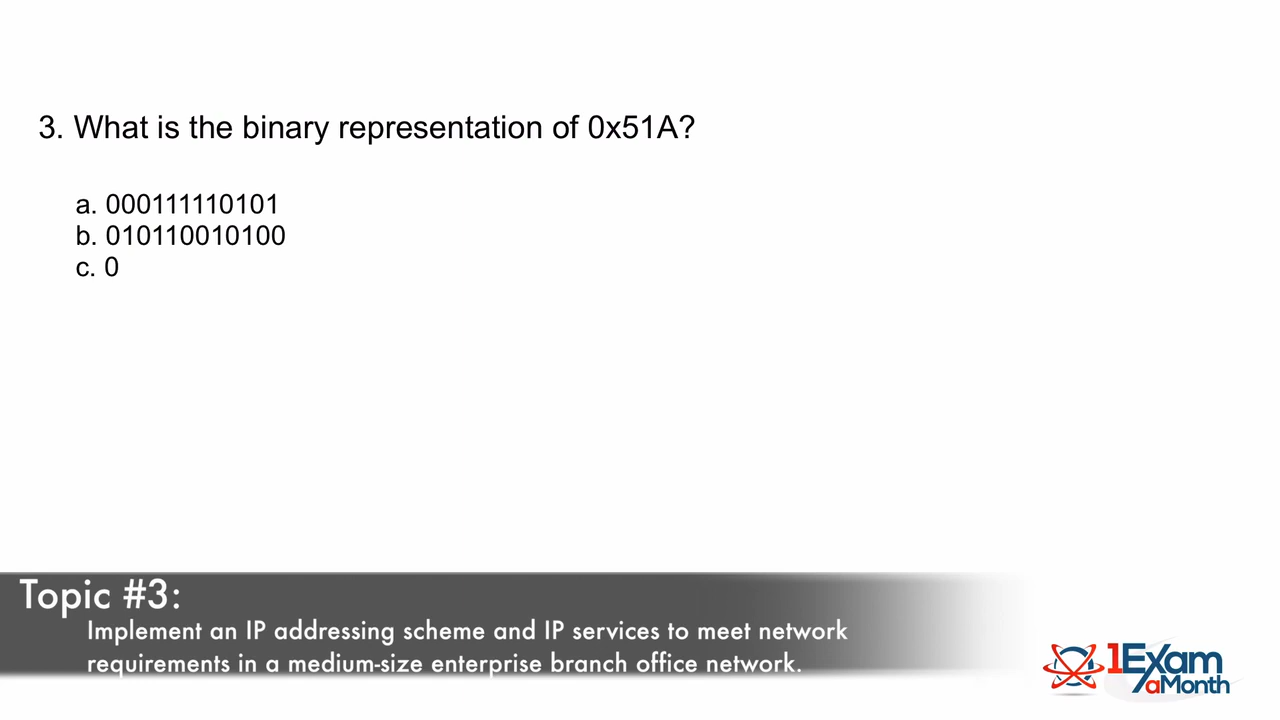 3. What is the binary representation of 0x51A?
a. 000111110101
b. 010110010100
c. 0
Topic #3:
Implement an IP addressing scheme and IP services to meet network
requirements in a medium-size enterprise branch office network.
1Exam
aMonth